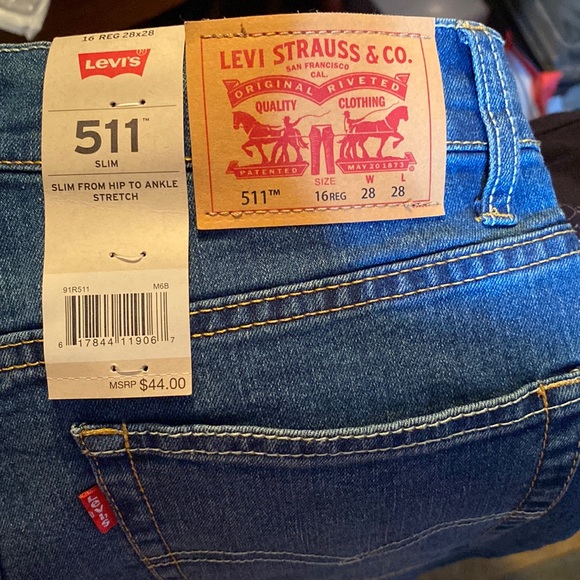 16 REG 28x28
LEVI'S®
511™
SLIM
SLIM FROM HIP TO ANKLE
STRETCH
91R511 M6B
6 17844 11906 7
MSRP $44.00
LEVI STRAUSS & CO.
SAN FRANCISCO
CAL.
ORIGINAL RIVETED
QUALITY CLOTHING
PATENTED MAY 20 1873
SIZE W L
511™ 16REG 28 28
LEVI'S